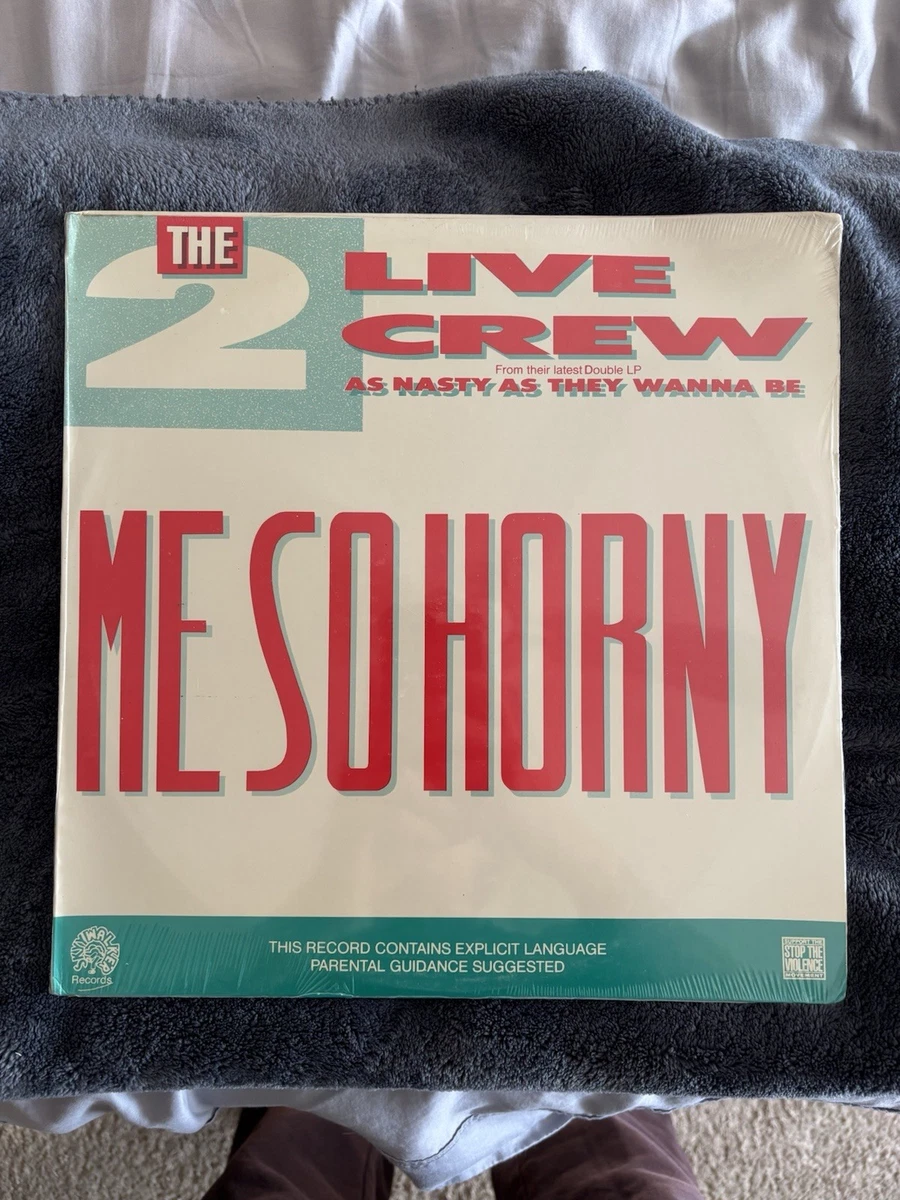 THE
2 LIVE
CREW
From their latest Double LP
AS NASTY AS THEY WANNA BE
ME SO HORNY
SKYYWALKER
Records
THIS RECORD CONTAINS EXPLICIT LANGUAGE
PARENTAL GUIDANCE SUGGESTED
SUPPORT THE
STOP THE
VIOLENCE
MOVEMENT